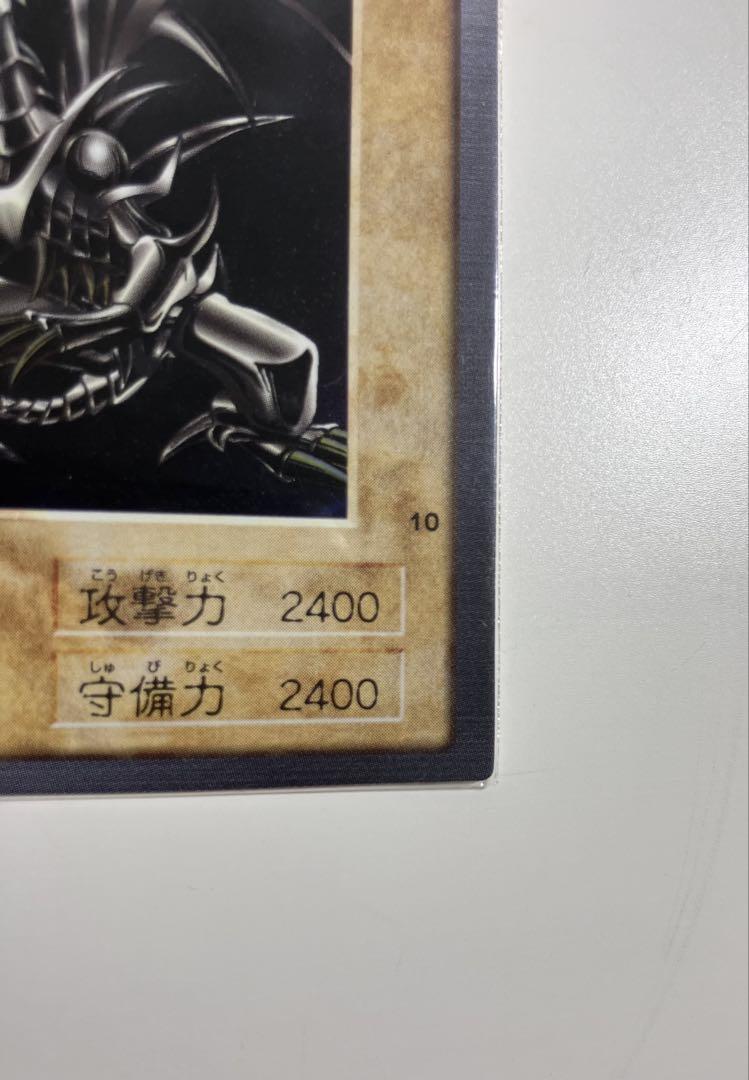 10
こう げき りょく
攻撃力 2400
しゅ び りょく
守備力 2400